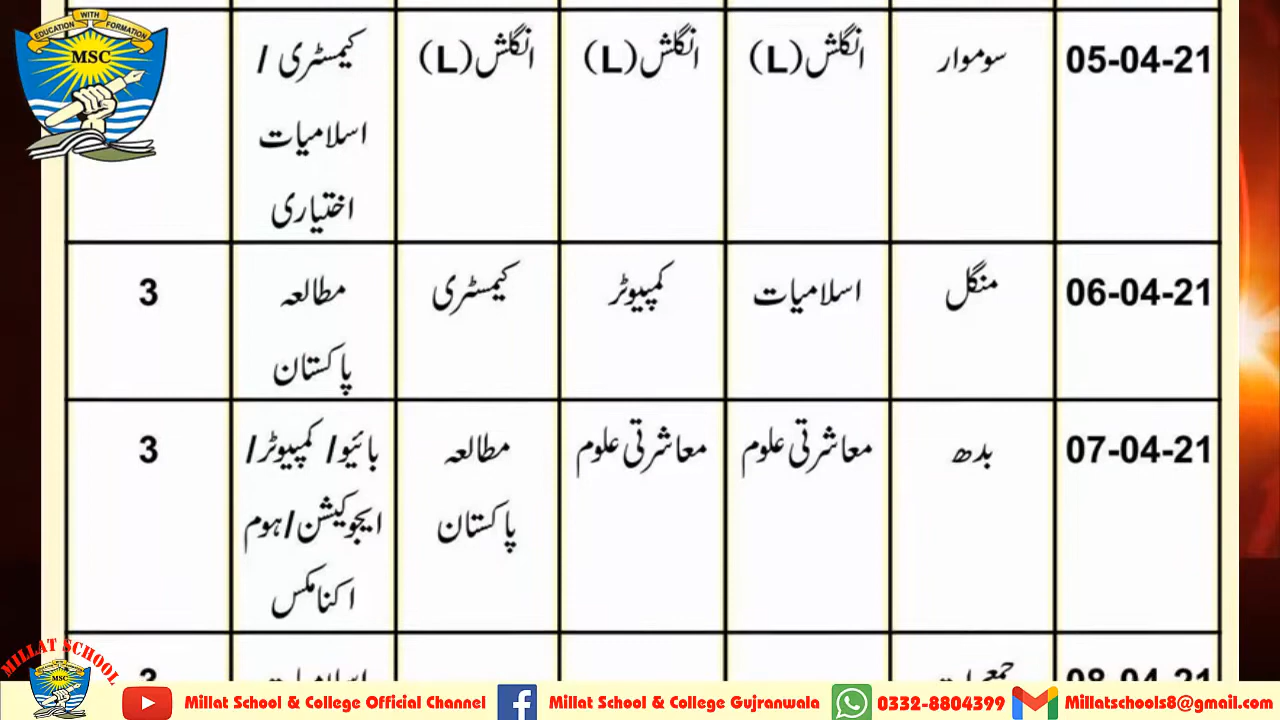 EDUCATION WITH FORMATION
MSC
05-04-21 سوموار انگلش (L) انگلش (L) انگلش (L) کیمسٹری /
اسلامیات
اختیاری
06-04-21 منگل اسلامیات کمپیوٹر کیمسٹری مطالعہ 3
پاکستان
07-04-21 بدھ معاشرتی علوم معاشرتی علوم مطالعہ بائیو/ کمپیوٹر/ 3
پاکستان ایجوکیشن/ہوم
اکنامکس
08-04-21 جمعرات اسلامیات 3
MILLAT SCHOOL
MSC
Millat School & College Official Channel
Millat School & College Gujranwala
0332-8804399
Millatschools8@gmail.com